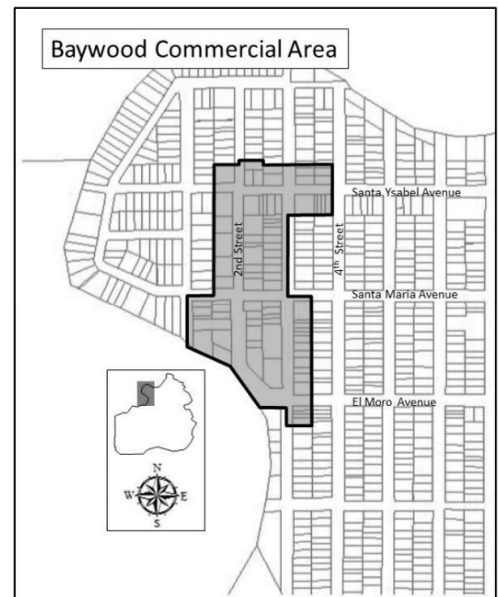 Baywood Commercial Area
Santa Ysabel Avenue
2nd Street
4th Street
Santa Maria Avenue
El Moro Avenue
N
W E
S